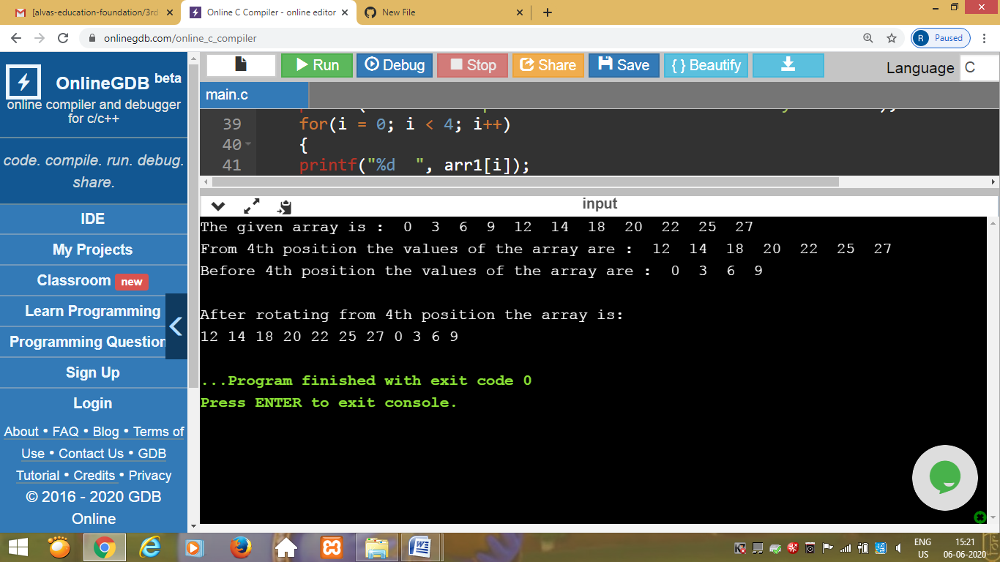 [alvas-education-foundation/3rd
Online C Compiler - online editor
New File
onlinegdb.com/online_c_compiler
R Paused
OnlineGDB beta
online compiler and debugger
for c/c++
code. compile. run. debug.
share.
IDE
My Projects
Classroom new
Learn Programming
Programming Question
Sign Up
Login
About • FAQ • Blog • Terms of
Use • Contact Us • GDB
Tutorial • Credits • Privacy
© 2016 - 2020 GDB
Online
Run Debug Stop Share Save { } Beautify
Language C
main.c
39 for(i = 0; i < 4; i++)
40 {
41 printf("%d  ", arr1[i]);
input
The given array is :  0  3  6  9  12  14  18  20  22  25  27
From 4th position the values of the array are :  12  14  18  20  22  25  27
Before 4th position the values of the array are :  0  3  6  9
After rotating from 4th position the array is:
12 14 18 20 22 25 27 0 3 6 9
...Program finished with exit code 0
Press ENTER to exit console.
ENG
US
15:21
06-06-2020